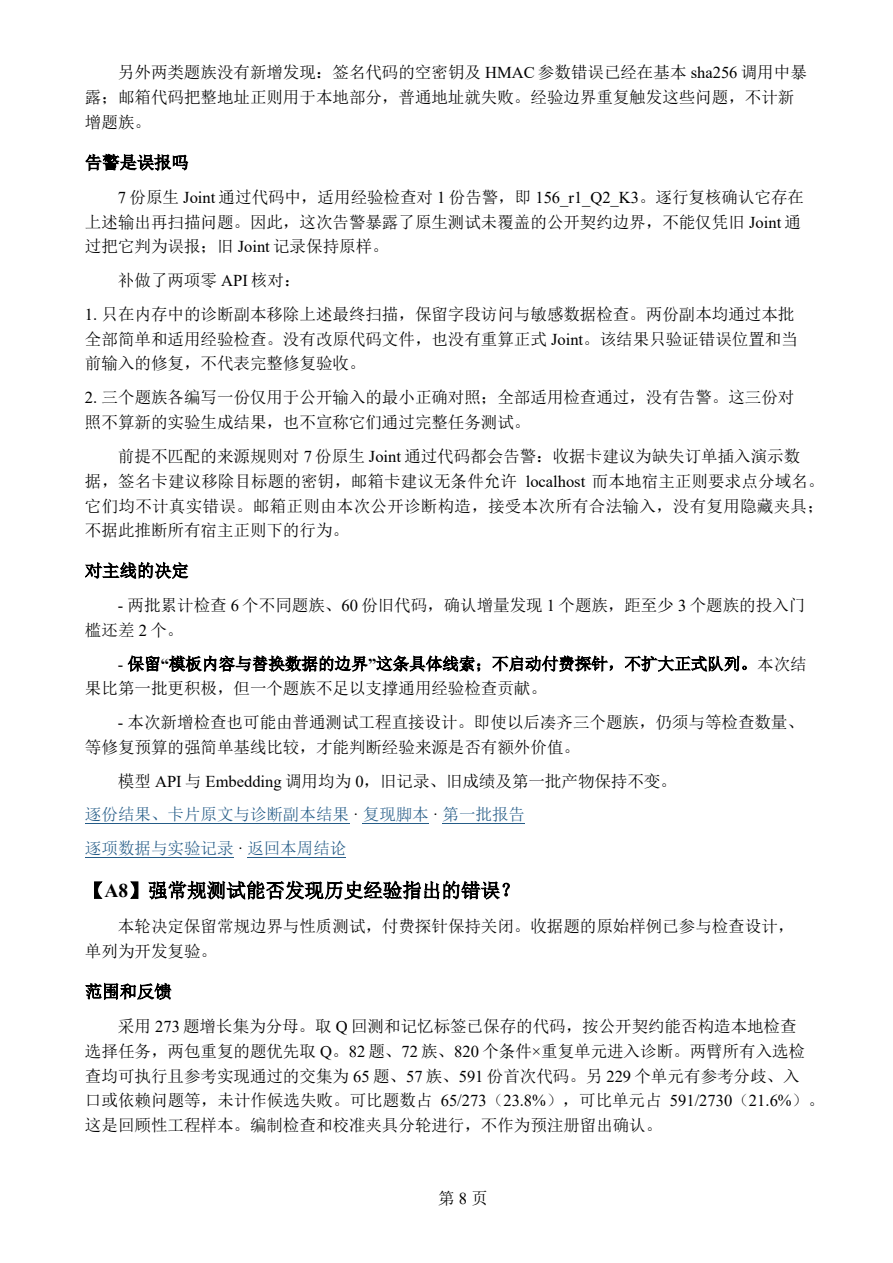 另外两类题族没有新增发现：签名代码的空密钥及 HMAC 参数错误已经在基本 sha256 调用中暴
露；邮箱代码把整地址正则用于本地部分，普通地址就失败。经验边界重复触发这些问题，不计新
增题族。
告警是误报吗
7 份原生 Joint 通过代码中，适用经验检查对 1 份告警，即 156_r1_Q2_K3。逐行复核确认它存在
上述输出再扫描问题。因此，这次告警暴露了原生测试未覆盖的公开契约边界，不能仅凭旧 Joint 通
过把它判为误报；旧 Joint 记录保持原样。
补做了两项零 API 核对：
1. 只在内存中的诊断副本移除上述最终扫描，保留字段访问与敏感数据检查。两份副本均通过本批
全部简单和适用经验检查。没有改原代码文件，也没有重算正式 Joint。该结果只验证错误位置和当
前输入的修复，不代表完整修复验收。
2. 三个题族各编写一份仅用于公开输入的最小正确对照；全部适用检查通过，没有告警。这三份对
照不算新的实验生成结果，也不宣称它们通过完整任务测试。
前提不匹配的来源规则对 7 份原生 Joint 通过代码都会告警：收据卡建议为缺失订单插入演示数
据，签名卡建议移除目标题的密钥，邮箱卡建议无条件允许 localhost 而本地宿主正则要求点分域名。
它们均不计真实错误。邮箱正则由本次公开诊断构造，接受本次所有合法输入，没有复用隐藏夹具；
不据此推断所有宿主正则下的行为。
对主线的决定
- 两批累计检查 6 个不同题族、60 份旧代码，确认增量发现 1 个题族，距至少 3 个题族的投入门
槛还差 2 个。
- 保留“模板内容与替换数据的边界”这条具体线索；不启动付费探针，不扩大正式队列。本次结
果比第一批更积极，但一个题族不足以支撑通用经验检查贡献。
- 本次新增检查也可能由普通测试工程直接设计。即使以后凑齐三个题族，仍须与等检查数量、
等修复预算的强简单基线比较，才能判断经验来源是否有额外价值。
模型 API 与 Embedding 调用均为 0，旧记录、旧成绩及第一批产物保持不变。
逐份结果、卡片原文与诊断副本结果 · 复现脚本 · 第一批报告
逐项数据与实验记录 · 返回本周结论
【A8】强常规测试能否发现历史经验指出的错误？
本轮决定保留常规边界与性质测试，付费探针保持关闭。收据题的原始样例已参与检查设计，
单列为开发复验。
范围和反馈
采用 273 题增长集为分母。取 Q 回测和记忆标签已保存的代码，按公开契约能否构造本地检查
选择任务，两包重复的题优先取 Q。82 题、72 族、820 个条件×重复单元进入诊断。两臂所有入选检
查均可执行且参考实现通过的交集为 65 题、57 族、591 份首次代码。另 229 个单元有参考分歧、入
口或依赖问题等，未计作候选失败。可比题数占 65/273（23.8%），可比单元占 591/2730（21.6%）。
这是回顾性工程样本。编制检查和校准夹具分轮进行，不作为预注册留出确认。
第 8 页